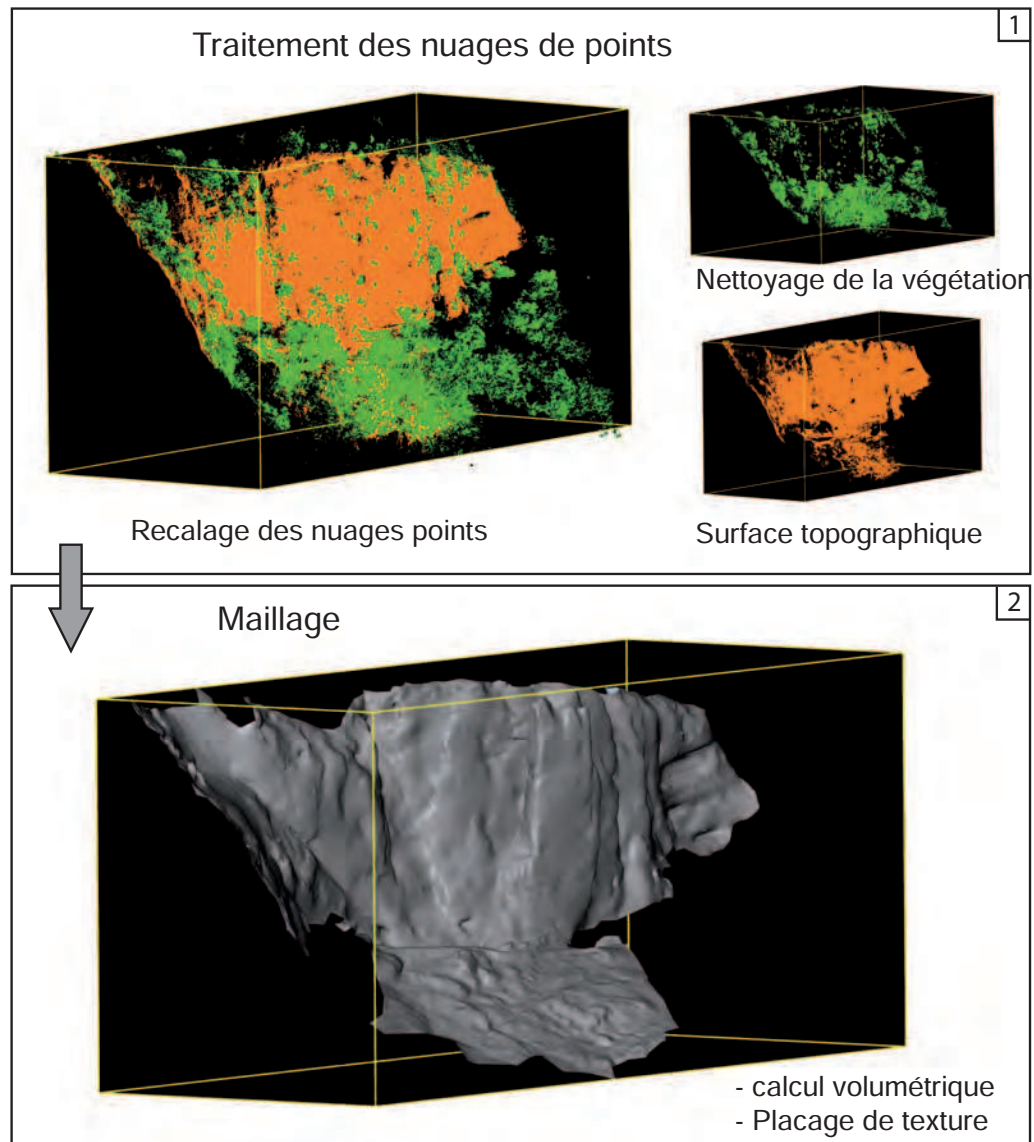 1
Traitement des nuages de points
Nettoyage de la végétation
Recalage des nuages points
Surface topographique
2
Maillage
- calcul volumétrique
- Placage de texture